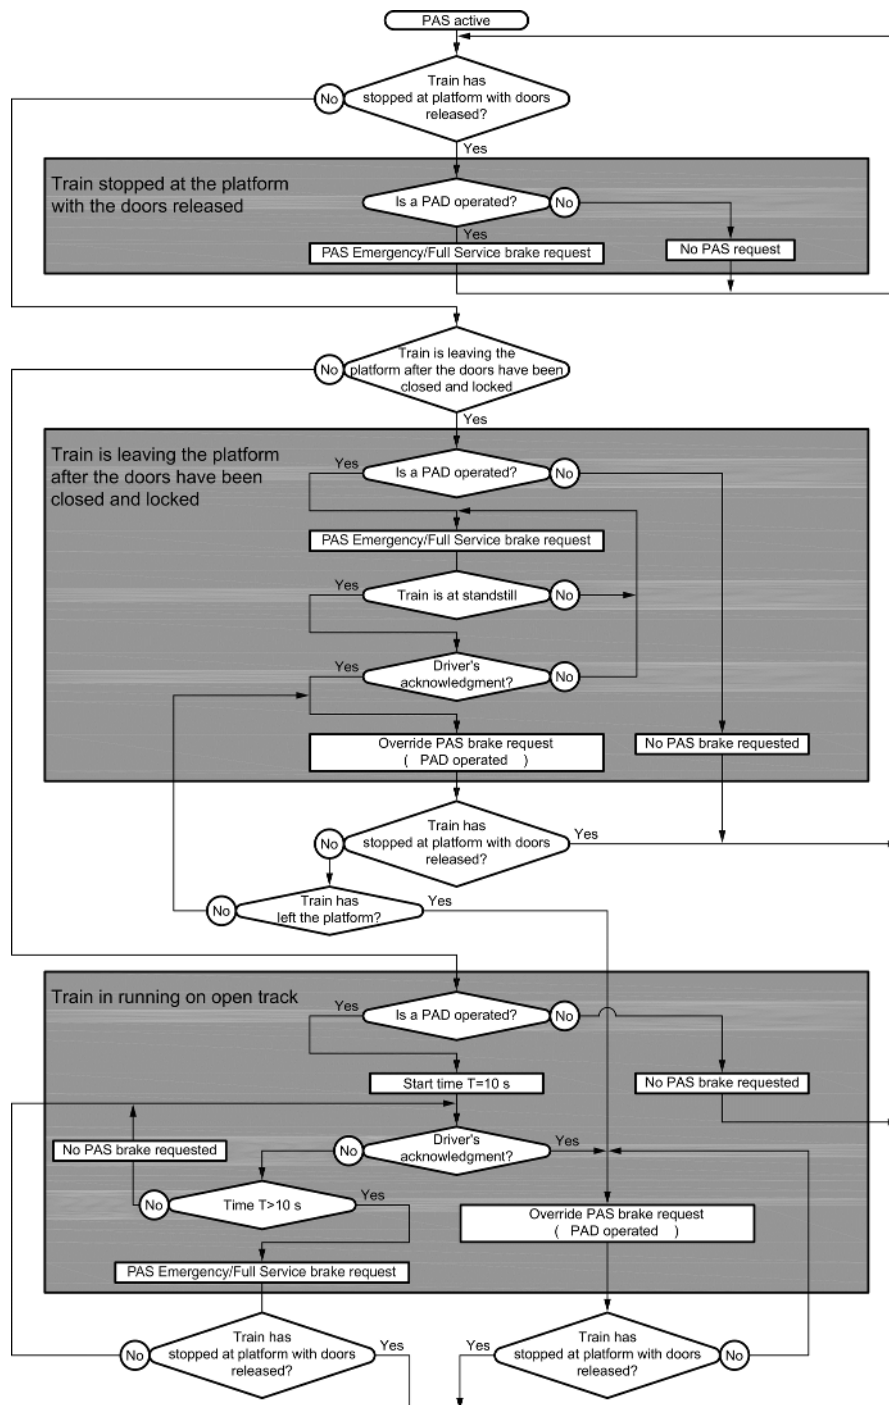 PAS active
Train has
stopped at platform with doors
released?
No
Yes
Train stopped at the platform
with the doors released
Is a PAD operated?
No
Yes
PAS Emergency/Full Service brake request
No PAS request
Train is leaving the
platform after the doors have been
closed and locked
No
Yes
Train is leaving the platform
after the doors have been
closed and locked
Yes
Is a PAD operated?
No
PAS Emergency/Full Service brake request
Yes
Train is at standstill
No
Yes
Driver's
acknowledgment?
No
Override PAS brake request
( PAD operated )
No PAS brake requested
Train has
stopped at platform with doors
released?
Yes
No
Train has
left the platform?
No
Yes
Train in running on open track
Yes
Is a PAD operated?
No
Start time T=10 s
No PAS brake requested
No PAS brake requested
No
Driver's
acknowledgment?
Yes
No
Time T>10 s
Yes
Override PAS brake request
( PAD operated )
PAS Emergency/Full Service brake request
No
Train has
stopped at platform with doors
released?
Yes
Yes
Train has
stopped at platform with doors
released?
No